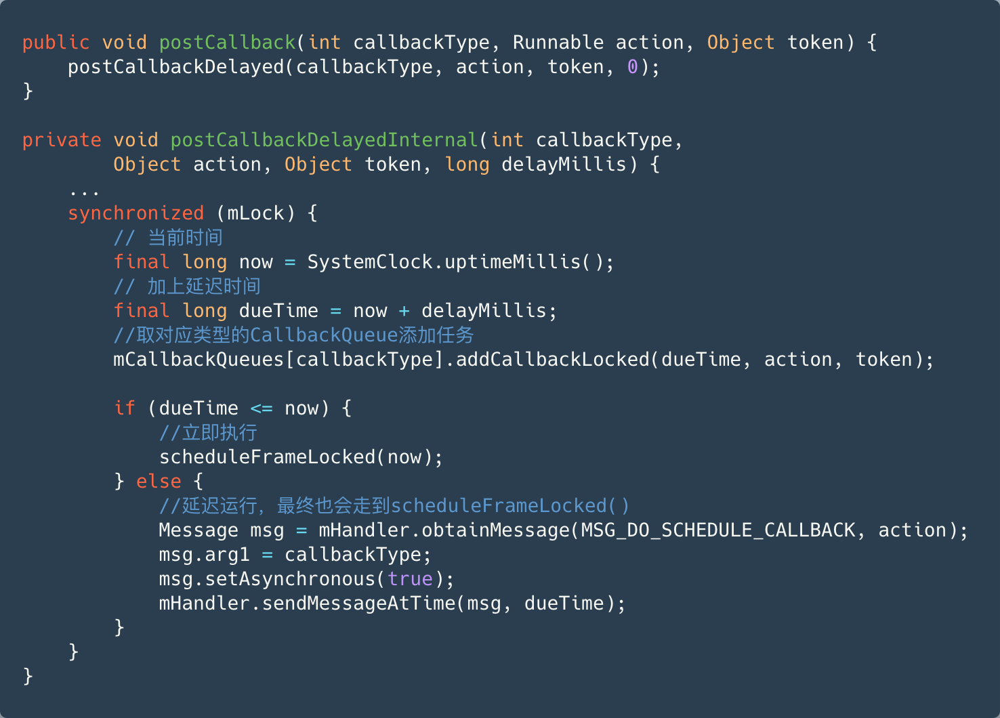 public void postCallback(int callbackType, Runnable action, Object token) {
    postCallbackDelayed(callbackType, action, token, 0);
}

private void postCallbackDelayedInternal(int callbackType,
        Object action, Object token, long delayMillis) {
    ...
    synchronized (mLock) {
        // 当前时间
        final long now = SystemClock.uptimeMillis();
        // 加上延迟时间
        final long dueTime = now + delayMillis;
        //取对应类型的CallbackQueue添加任务
        mCallbackQueues[callbackType].addCallbackLocked(dueTime, action, token);

        if (dueTime <= now) {
            //立即执行
            scheduleFrameLocked(now);
        } else {
            //延迟运行，最终也会走到scheduleFrameLocked()
            Message msg = mHandler.obtainMessage(MSG_DO_SCHEDULE_CALLBACK, action);
            msg.arg1 = callbackType;
            msg.setAsynchronous(true);
            mHandler.sendMessageAtTime(msg, dueTime);
        }
    }
}